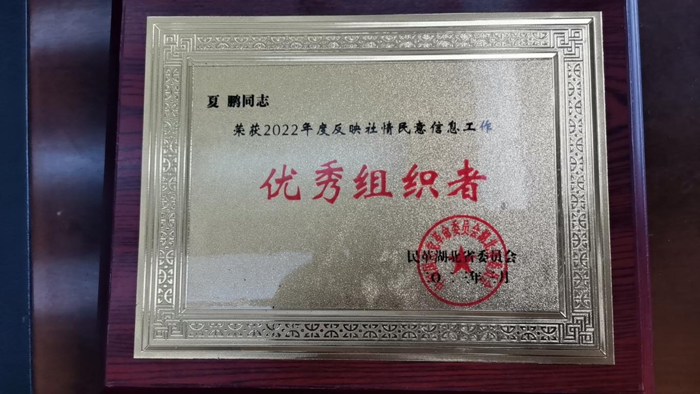 夏 鹏同志
荣获2022年度反映社情民意信息工作
优秀组织者
民革湖北省委员会